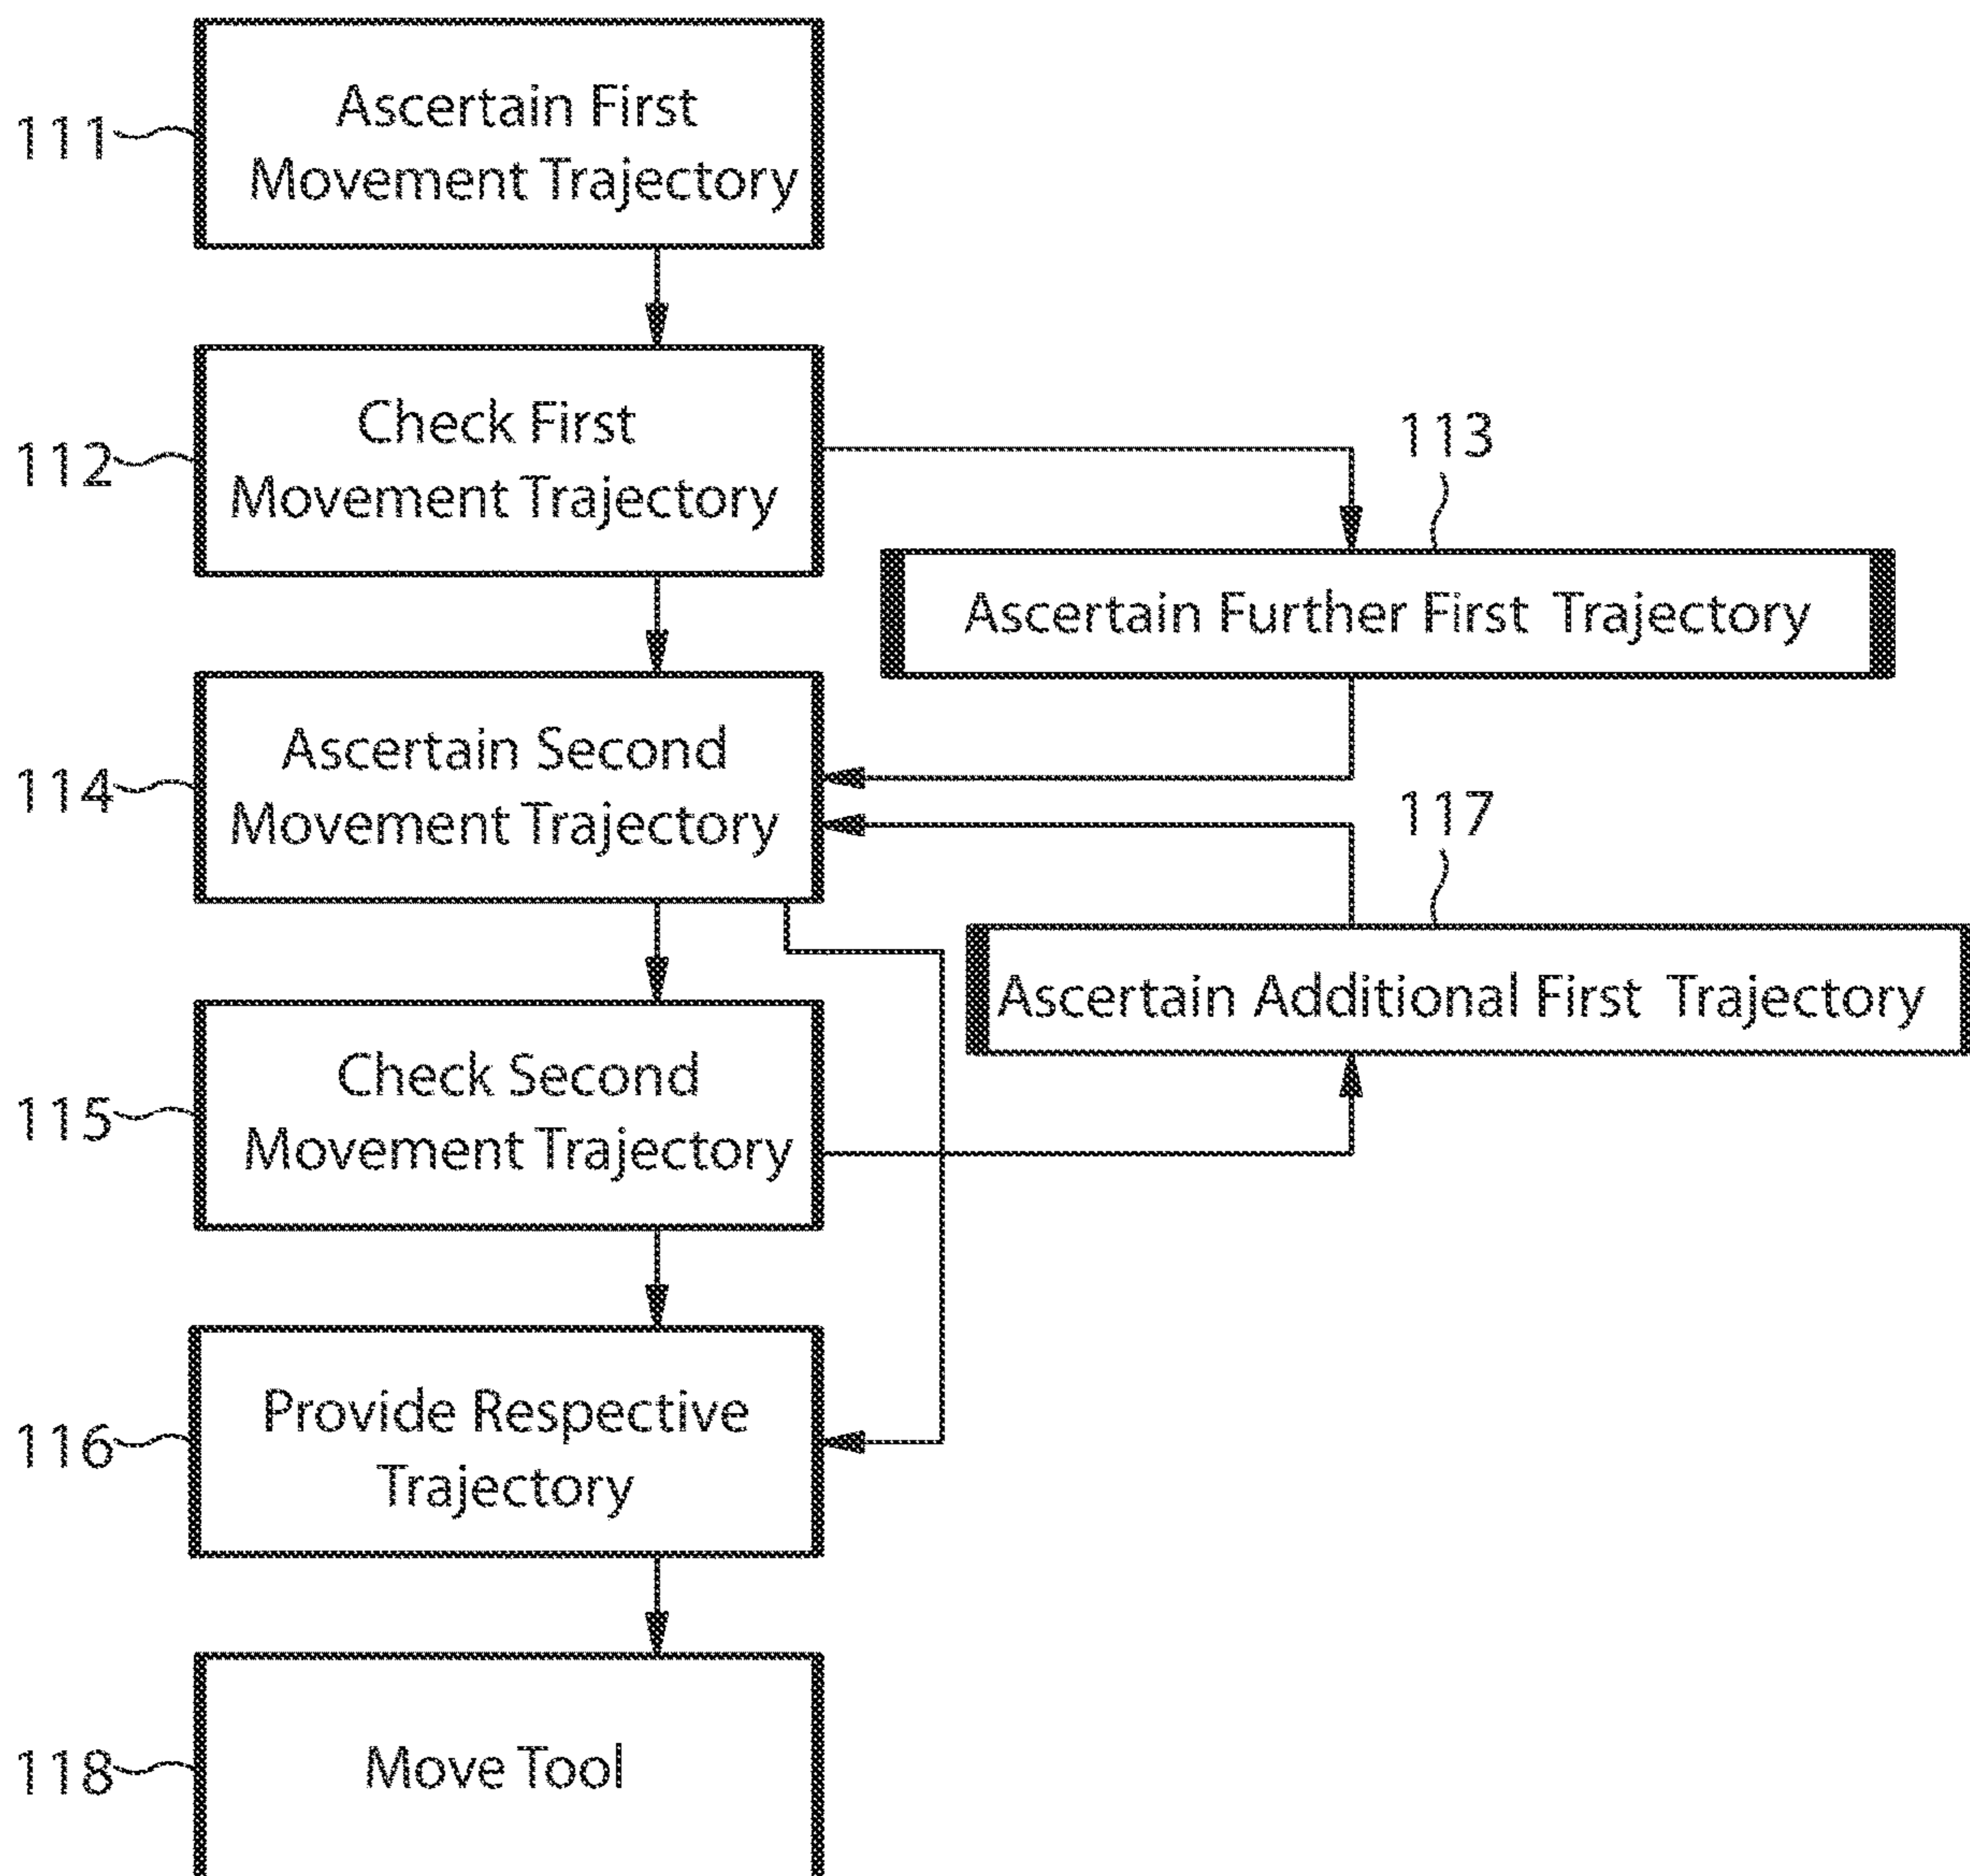 111
Ascertain First
Movement Trajectory
112
Check First
Movement Trajectory
113
Ascertain Further First Trajectory
114
Ascertain Second
Movement Trajectory
117
Ascertain Additional First Trajectory
115
Check Second
Movement Trajectory
116
Provide Respective
Trajectory
118
Move Tool